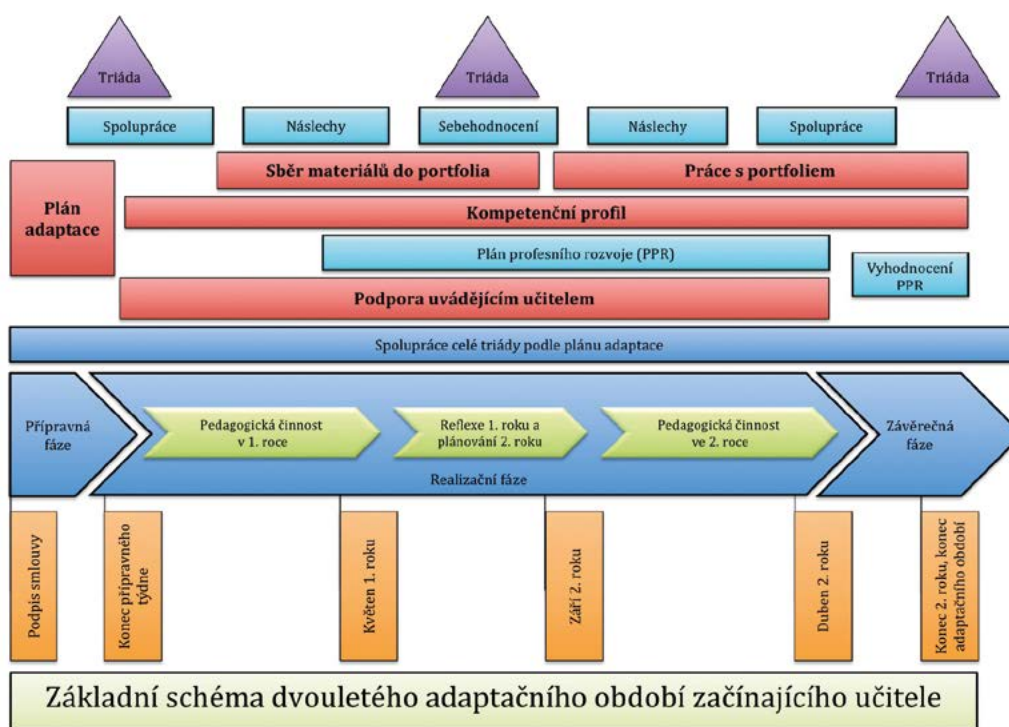 Triáda
Triáda
Triáda
Spolupráce
Náslechy
Sebehodnocení
Náslechy
Spolupráce
Sběr materiálů do portfolia
Práce s portfoliem
Plán
adaptace
Kompetenční profil
Plán profesního rozvoje (PPR)
Vyhodnocení
PPR
Podpora uvádějícím učitelem
Spolupráce celé triády podle plánu adaptace
Přípravná
fáze
Pedagogická činnost
v 1. roce
Reflexe 1. roku a
plánování 2. roku
Pedagogická činnost
ve 2. roce
Závěrečná
fáze
Realizační fáze
Podpis smlouvy
Konec přípravného
týdne
Květen 1. roku
Září 2. roku
Duben 2. roku
Konec 2. roku, konec
adaptačního období
Základní schéma dvouletého adaptačního období začínajícího učitele